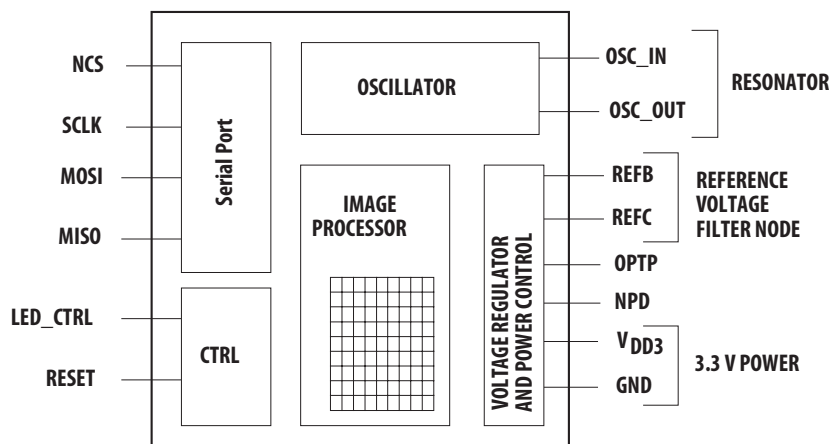 NCS
SCLK
MOSI
MISO
LED_CTRL
RESET
Serial Port
CTRL
OSCILLATOR
IMAGE
PROCESSOR
VOLTAGE REGULATOR
AND POWER CONTROL
OSC_IN
OSC_OUT
RESONATOR
REFB
REFC
REFERENCE
VOLTAGE
FILTER NODE
OPTP
NPD
VDD3
GND
3.3 V POWER